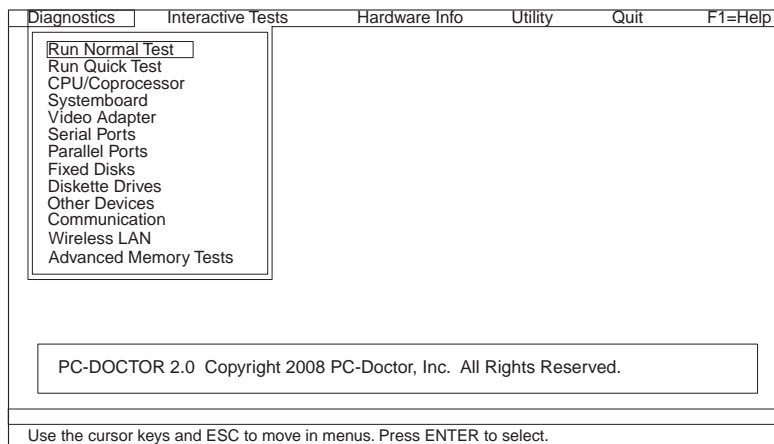 Diagnostics Interactive Tests Hardware Info Utility Quit F1=Help
Run Normal Test
Run Quick Test
CPU/Coprocessor
Systemboard
Video Adapter
Serial Ports
Parallel Ports
Fixed Disks
Diskette Drives
Other Devices
Communication
Wireless LAN
Advanced Memory Tests
PC-DOCTOR 2.0 Copyright 2008 PC-Doctor, Inc. All Rights Reserved.
Use the cursor keys and ESC to move in menus. Press ENTER to select.